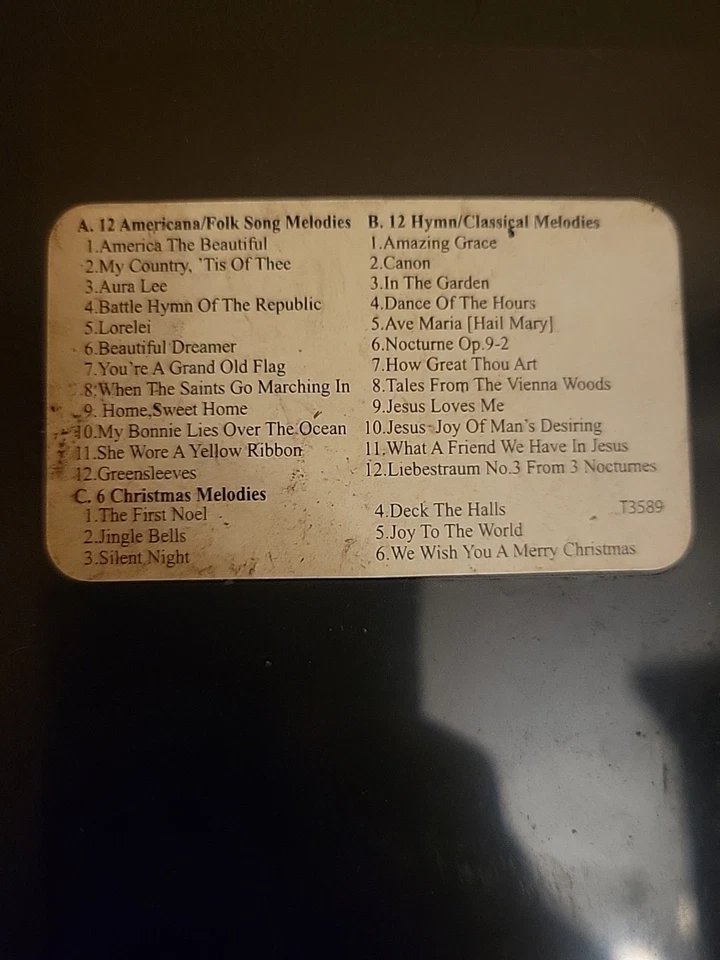 A. 12 Americana/Folk Song Melodies
1.America The Beautiful
2.My Country, 'Tis Of Thee
3.Aura Lee
4.Battle Hymn Of The Republic
5.Lorelei
6.Beautiful Dreamer
7.You're A Grand Old Flag
8.When The Saints Go Marching In
9. Home,Sweet Home
10.My Bonnie Lies Over The Ocean
11.She Wore A Yellow Ribbon
12.Greensleeves
B. 12 Hymn/Classical Melodies
1.Amazing Grace
2.Canon
3.In The Garden
4.Dance Of The Hours
5.Ave Maria [Hail Mary]
6.Nocturne Op.9-2
7.How Great Thou Art
8.Tales From The Vienna Woods
9.Jesus Loves Me
10.Jesus Joy Of Man's Desiring
11.What A Friend We Have In Jesus
12.Liebestraum No.3 From 3 Nocturnes
C. 6 Christmas Melodies
1.The First Noel
2.Jingle Bells
3.Silent Night
4.Deck The Halls
5.Joy To The World
6.We Wish You A Merry Christmas
T3589